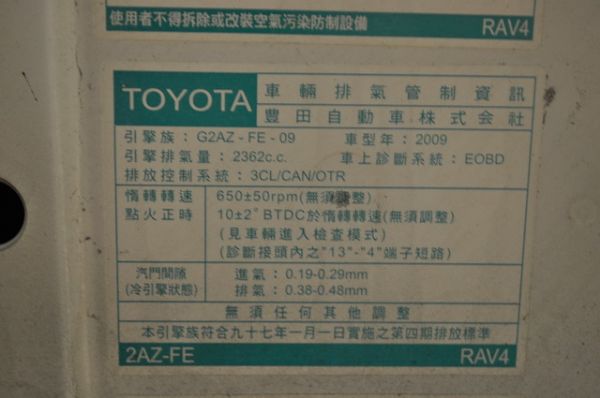 使用者不得拆除或改裝空氣污染防制設備
RAV4
TOYOTA
車輛排氣管制資訊
豐田自動車株式会社
引擎族：G2AZ-FE-09 車型年：2009
引擎排氣量：2362c.c. 車上診斷系統：EOBD
排放控制系統：3CL/CAN/OTR
惰轉轉速 650±50rpm(無須調整)
點火正時 10±2° BTDC於惰轉轉速(無須調整)
(見車輛進入檢查模式)
(診斷接頭內之"13"-"4"端子短路)
汽門間隙 進氣：0.19-0.29mm
(冷引擎狀態) 排氣：0.38-0.48mm
無須任何其他調整
本引擎族符合九十七年一月一日實施之第四期排放標準
2AZ-FE RAV4